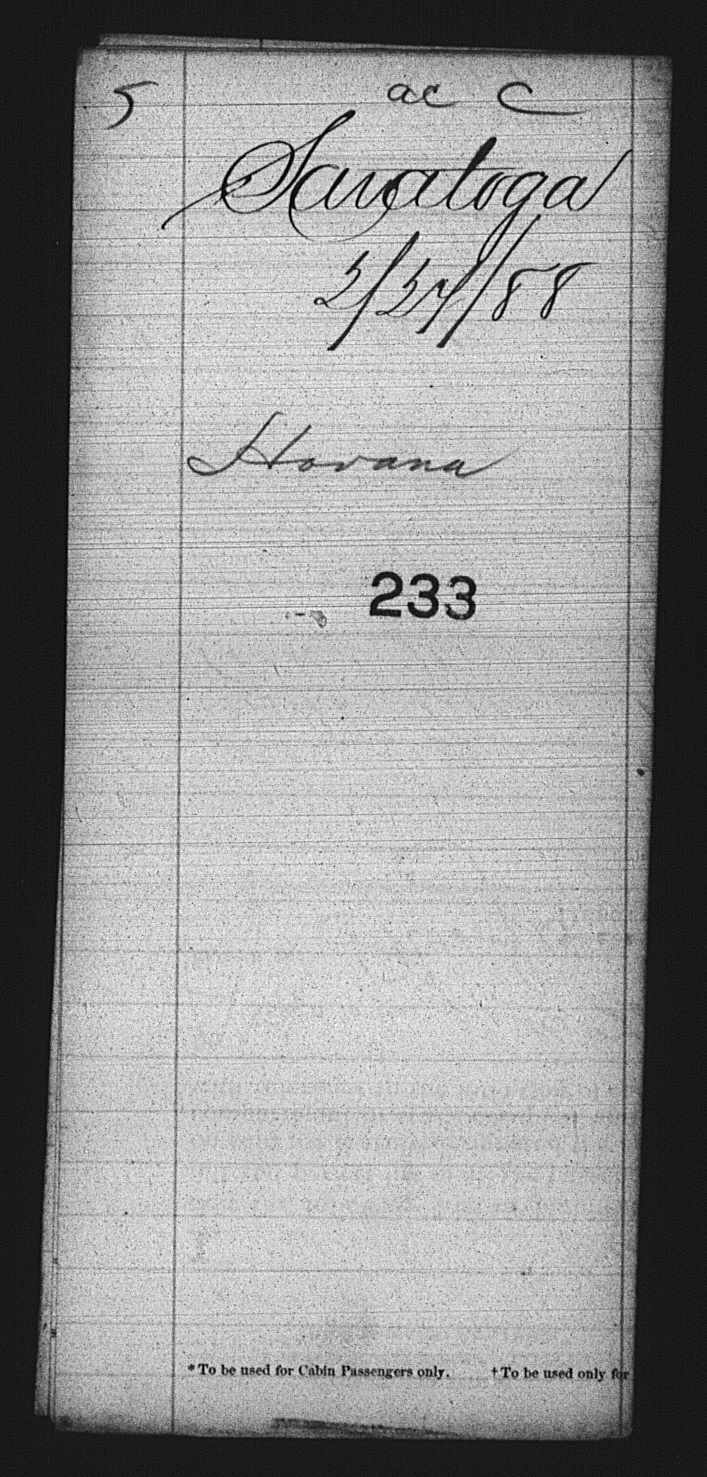 5 ac C
Saratoga
2/27/88
Havana
233
* To be used for Cabin Passengers only. † To be used only for